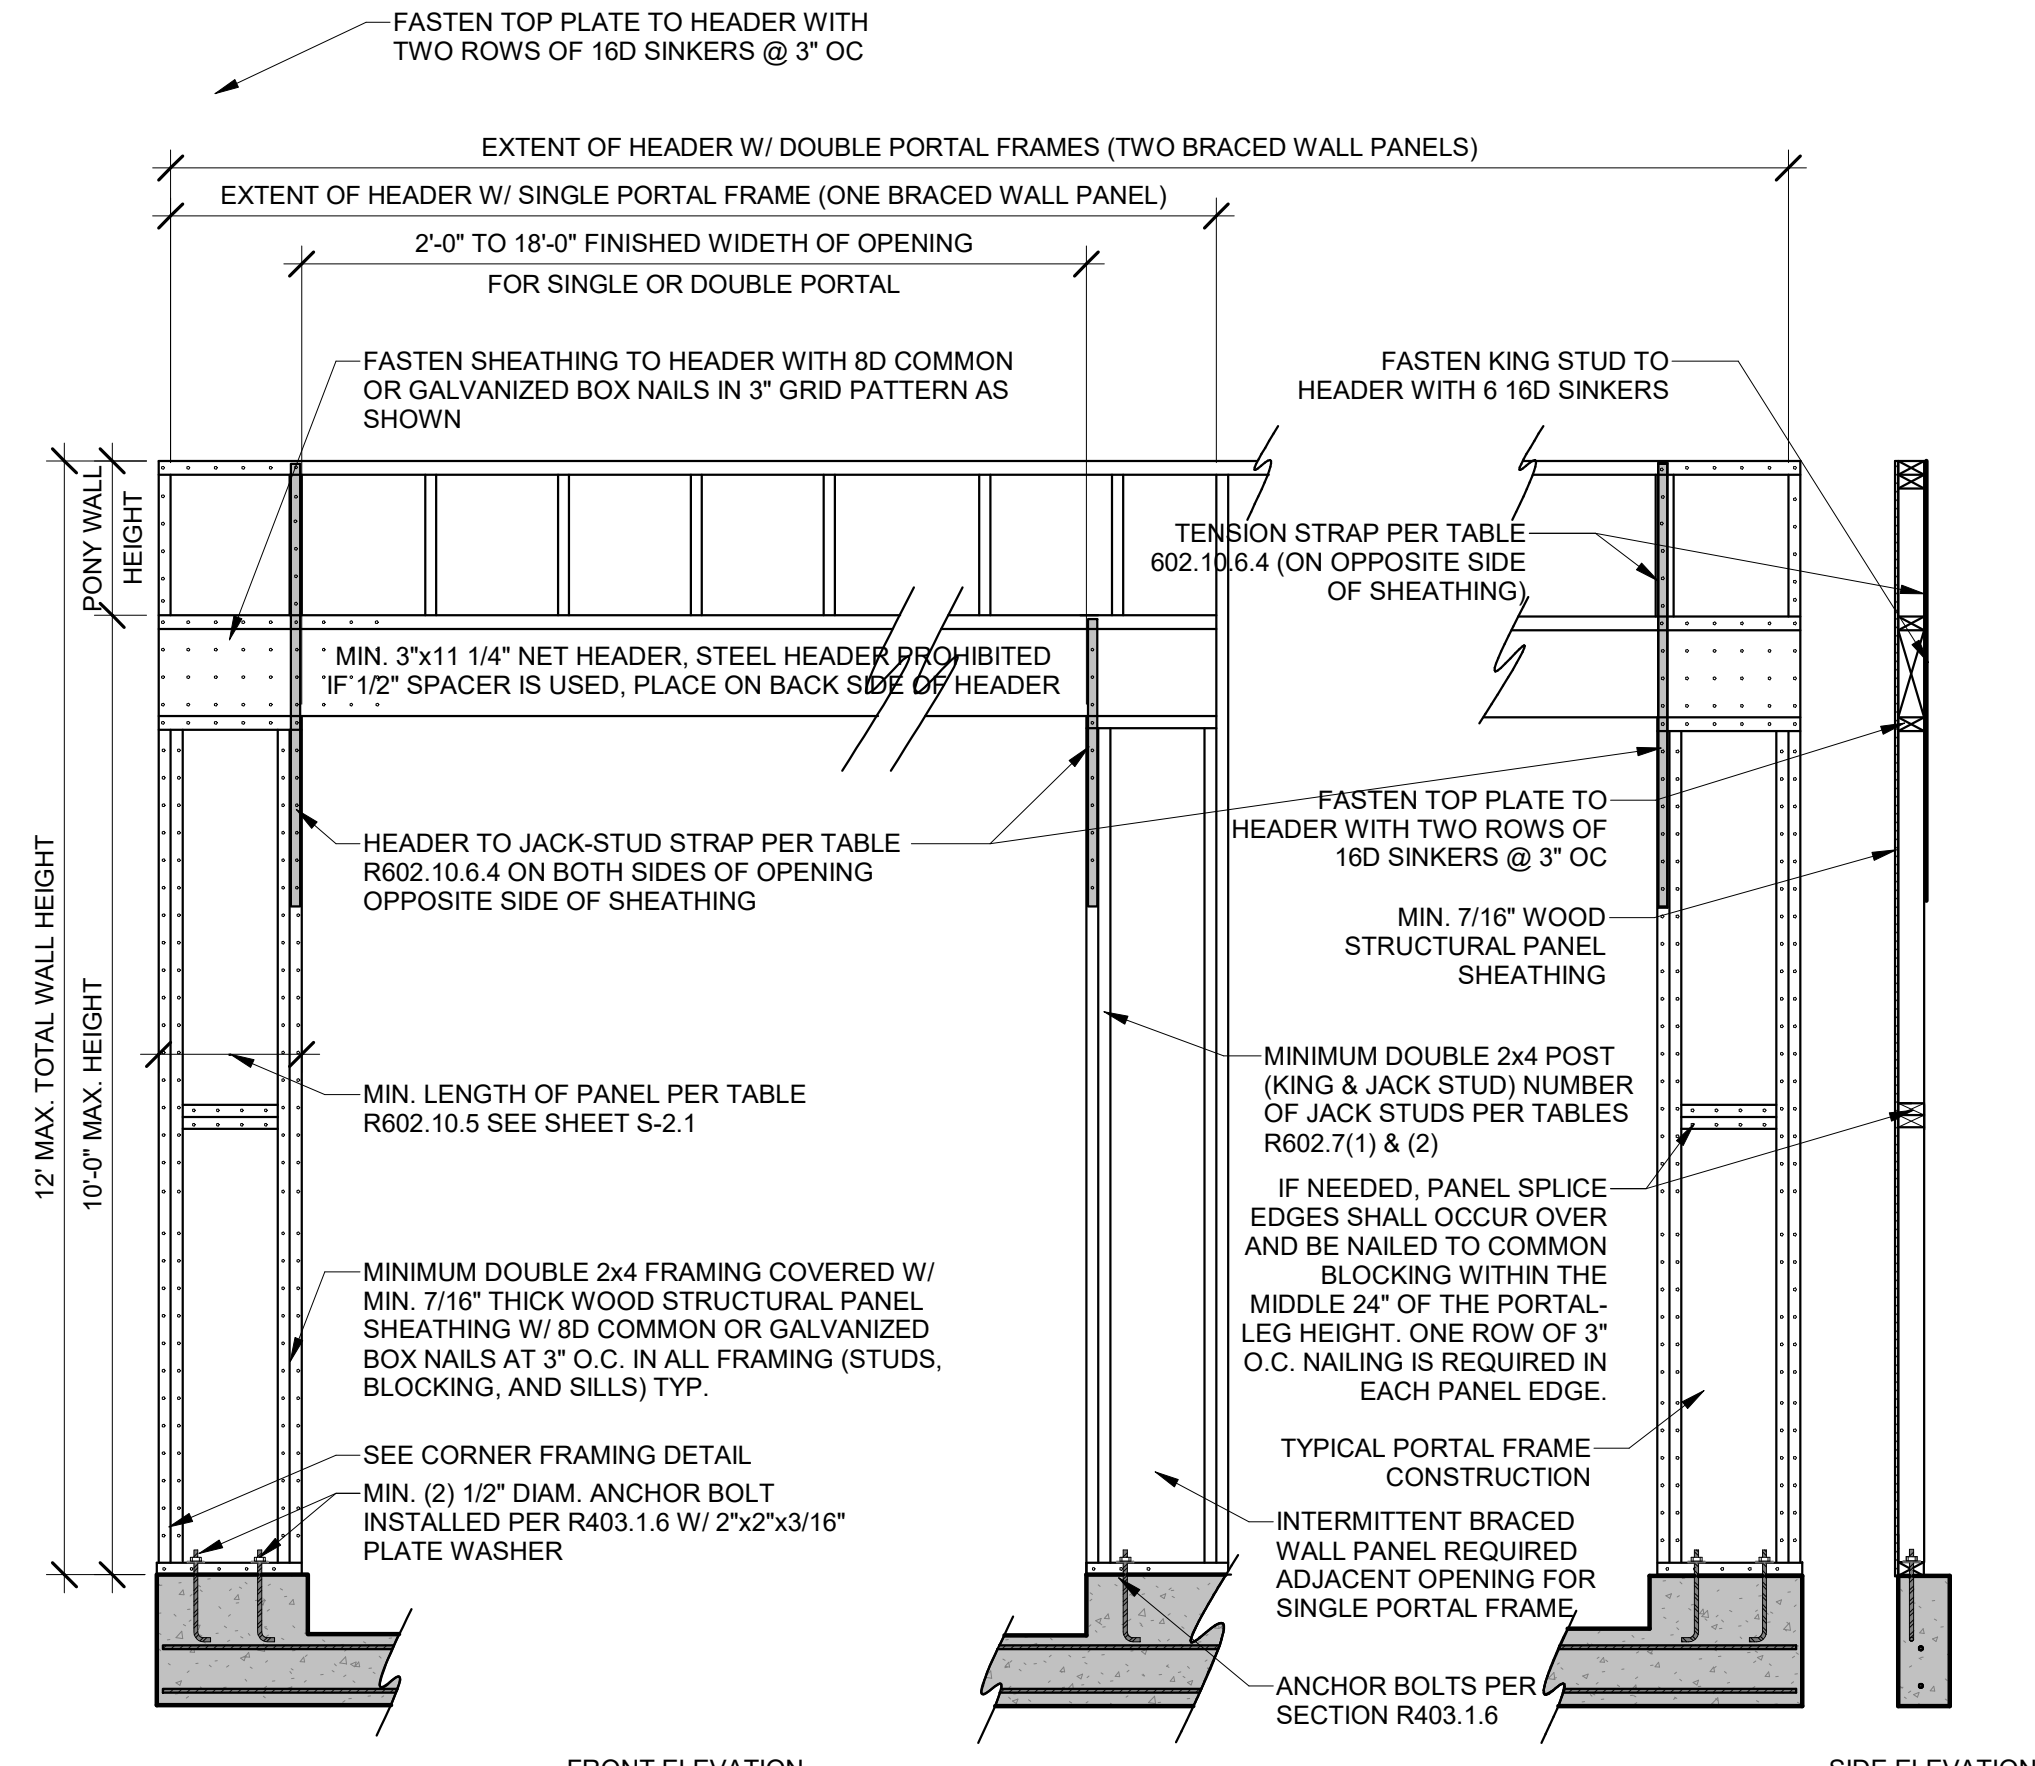 FASTEN TOP PLATE TO HEADER WITH
TWO ROWS OF 16D SINKERS @ 3" OC
EXTENT OF HEADER W/ DOUBLE PORTAL FRAMES (TWO BRACED WALL PANELS)
EXTENT OF HEADER W/ SINGLE PORTAL FRAME (ONE BRACED WALL PANEL)
2'-0" TO 18'-0" FINISHED WIDETH OF OPENING
FOR SINGLE OR DOUBLE PORTAL
FASTEN SHEATHING TO HEADER WITH 8D COMMON
OR GALVANIZED BOX NAILS IN 3" GRID PATTERN AS
SHOWN
FASTEN KING STUD TO
HEADER WITH 6 16D SINKERS
PONY WALL
HEIGHT
TENSION STRAP PER TABLE
602.10.6.4 (ON OPPOSITE SIDE
OF SHEATHING)
MIN. 3"x11 1/4" NET HEADER, STEEL HEADER PROHIBITED
IF 1/2" SPACER IS USED, PLACE ON BACK SIDE OF HEADER
12' MAX. TOTAL WALL HEIGHT
10'-0" MAX. HEIGHT
HEADER TO JACK-STUD STRAP PER TABLE
R602.10.6.4 ON BOTH SIDES OF OPENING
OPPOSITE SIDE OF SHEATHING
FASTEN TOP PLATE TO
HEADER WITH TWO ROWS OF
16D SINKERS @ 3" OC
MIN. 7/16" WOOD
STRUCTURAL PANEL
SHEATHING
MIN. LENGTH OF PANEL PER TABLE
R602.10.5 SEE SHEET S-2.1
MINIMUM DOUBLE 2x4 POST
(KING & JACK STUD) NUMBER
OF JACK STUDS PER TABLES
R602.7(1) & (2)
IF NEEDED, PANEL SPLICE
EDGES SHALL OCCUR OVER
AND BE NAILED TO COMMON
BLOCKING WITHIN THE
MIDDLE 24" OF THE PORTAL-
LEG HEIGHT. ONE ROW OF 3"
O.C. NAILING IS REQUIRED IN
EACH PANEL EDGE.
MINIMUM DOUBLE 2x4 FRAMING COVERED W/
MIN. 7/16" THICK WOOD STRUCTURAL PANEL
SHEATHING W/ 8D COMMON OR GALVANIZED
BOX NAILS AT 3" O.C. IN ALL FRAMING (STUDS,
BLOCKING, AND SILLS) TYP.
SEE CORNER FRAMING DETAIL
MIN. (2) 1/2" DIAM. ANCHOR BOLT
INSTALLED PER R403.1.6 W/ 2"x2"x3/16"
PLATE WASHER
TYPICAL PORTAL FRAME
CONSTRUCTION
INTERMITTENT BRACED
WALL PANEL REQUIRED
ADJACENT OPENING FOR
SINGLE PORTAL FRAME
ANCHOR BOLTS PER
SECTION R403.1.6
FRONT ELEVATION
SIDE ELEVATION